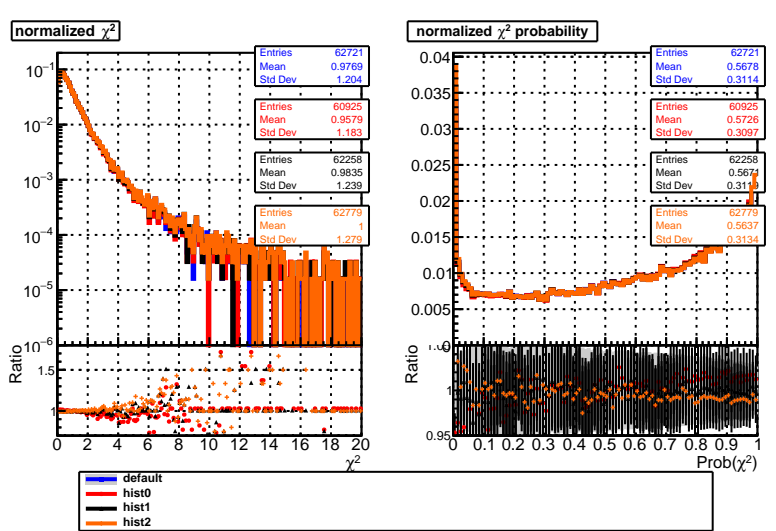 normalized χ²
Entries 62721
Mean 0.9769
Std Dev 1.204
Entries 60925
Mean 0.9579
Std Dev 1.183
Entries 62258
Mean 0.9835
Std Dev 1.239
Entries 62779
Mean 1
Std Dev 1.279
10⁻¹
10⁻²
10⁻³
10⁻⁴
10⁻⁵
10⁻⁶
Ratio
1.5
1
0 2 4 6 8 10 12 14 16 18 20
χ²
normalized χ² probability
Entries 62721
Mean 0.5678
Std Dev 0.3114
Entries 60925
Mean 0.5726
Std Dev 0.3097
Entries 62258
Mean 0.5671
Std Dev 0.3119
Entries 62779
Mean 0.5637
Std Dev 0.3134
0.04
0.035
0.03
0.025
0.02
0.015
0.01
0.005
Ratio
1
0.95
0 0.1 0.2 0.3 0.4 0.5 0.6 0.7 0.8 0.9 1
Prob(χ²)
default
hist0
hist1
hist2